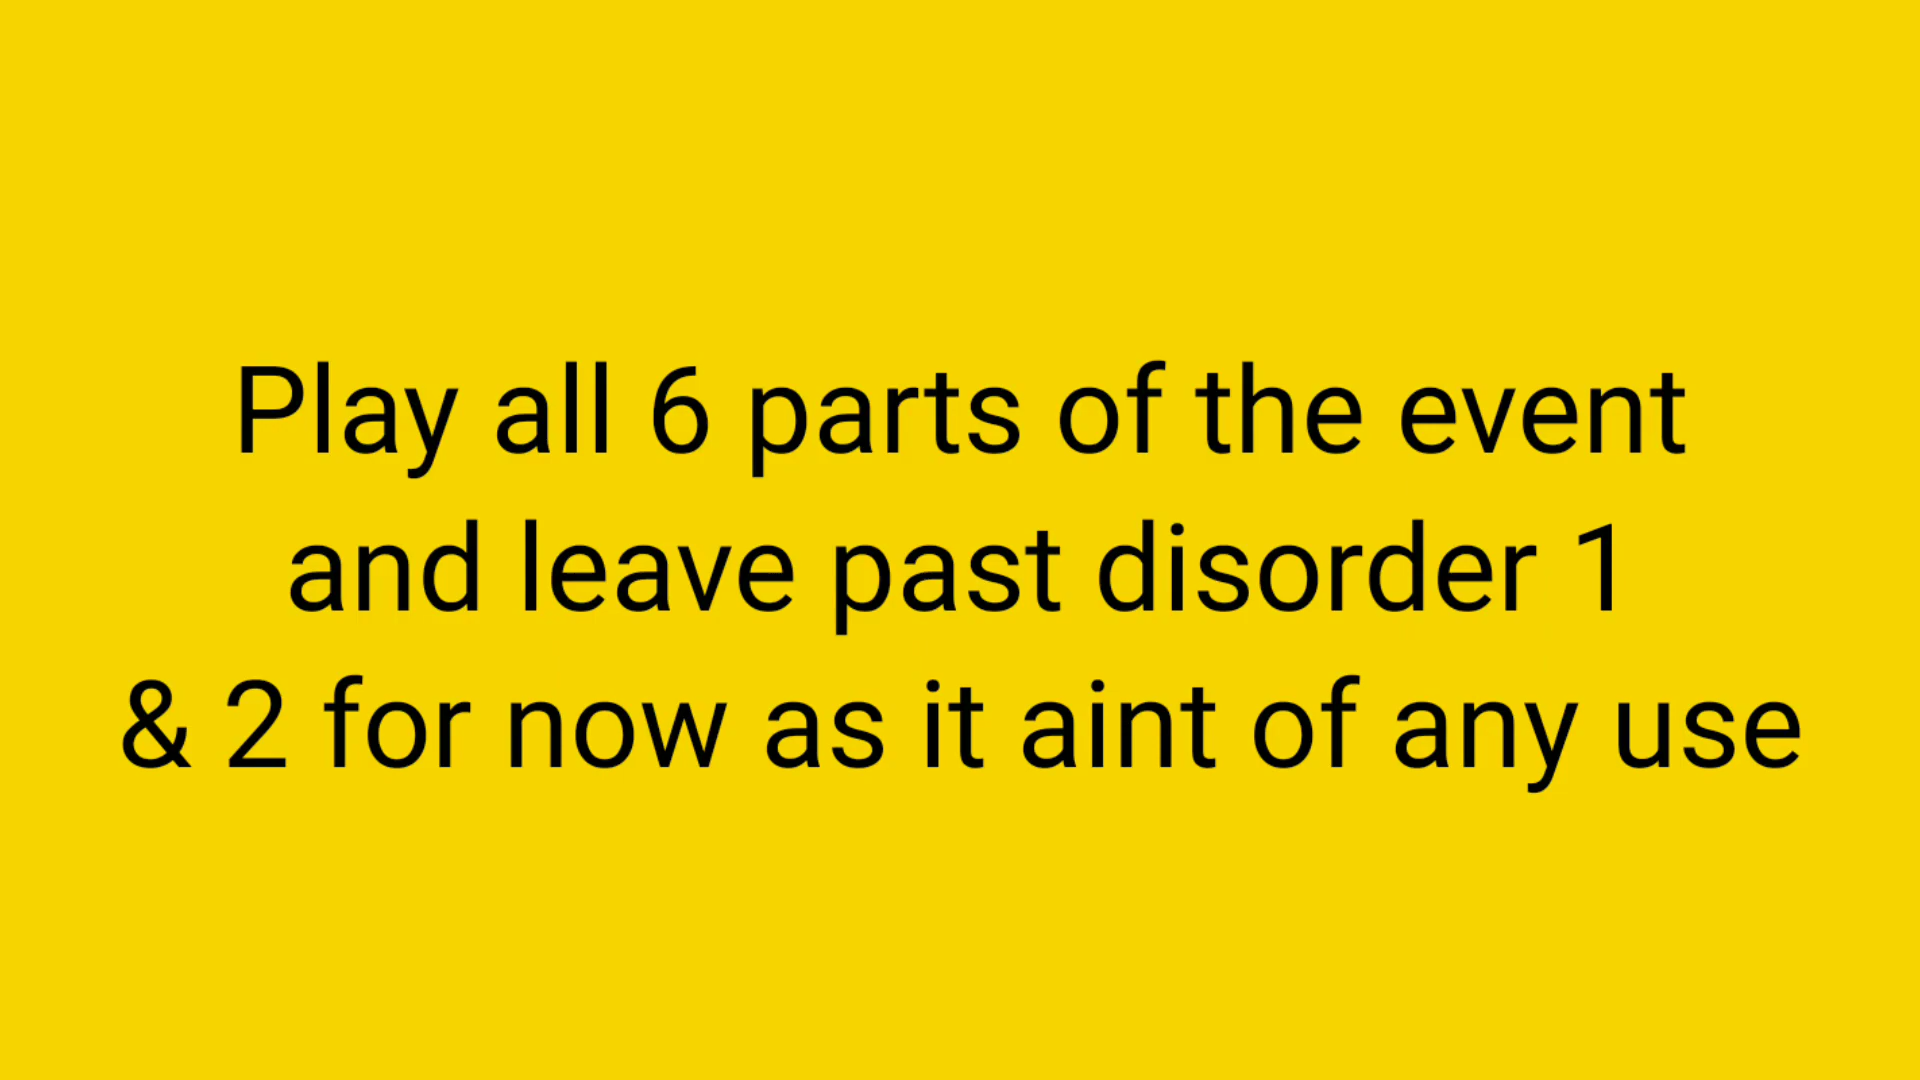 Play all 6 parts of the event
and leave past disorder 1
& 2 for now as it aint of any use